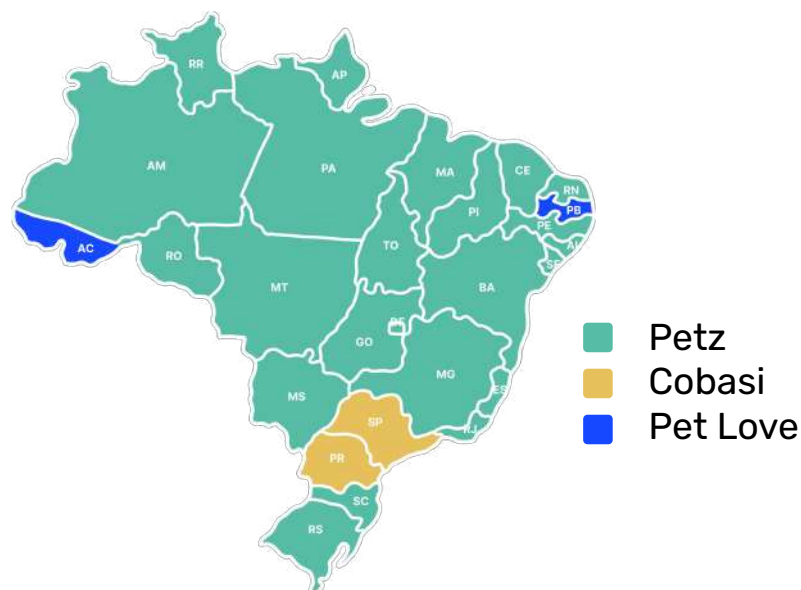 RR
AP
AM
PA
MA
CE
RN
PI
PB
PE
AL
SE
AC
RO
TO
MT
BA
DF
GO
MG
MS
ES
SP
RJ
PR
SC
RS
Petz
Cobasi
Pet Love